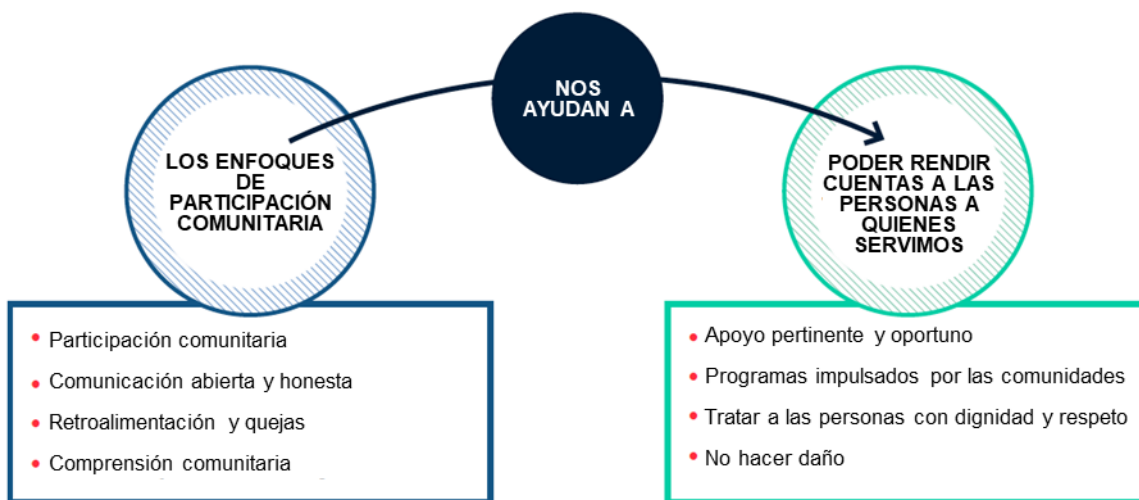 NOS
AYUDAN A
LOS ENFOQUES
DE
PARTICIPACIÓN
COMUNITARIA
PODER RENDIR
CUENTAS A LAS
PERSONAS A
QUIENES
SERVIMOS
• Participación comunitaria
• Comunicación abierta y honesta
• Retroalimentación y quejas
• Comprensión comunitaria
• Apoyo pertinente y oportuno
• Programas impulsados por las comunidades
• Tratar a las personas con dignidad y respeto
• No hacer daño